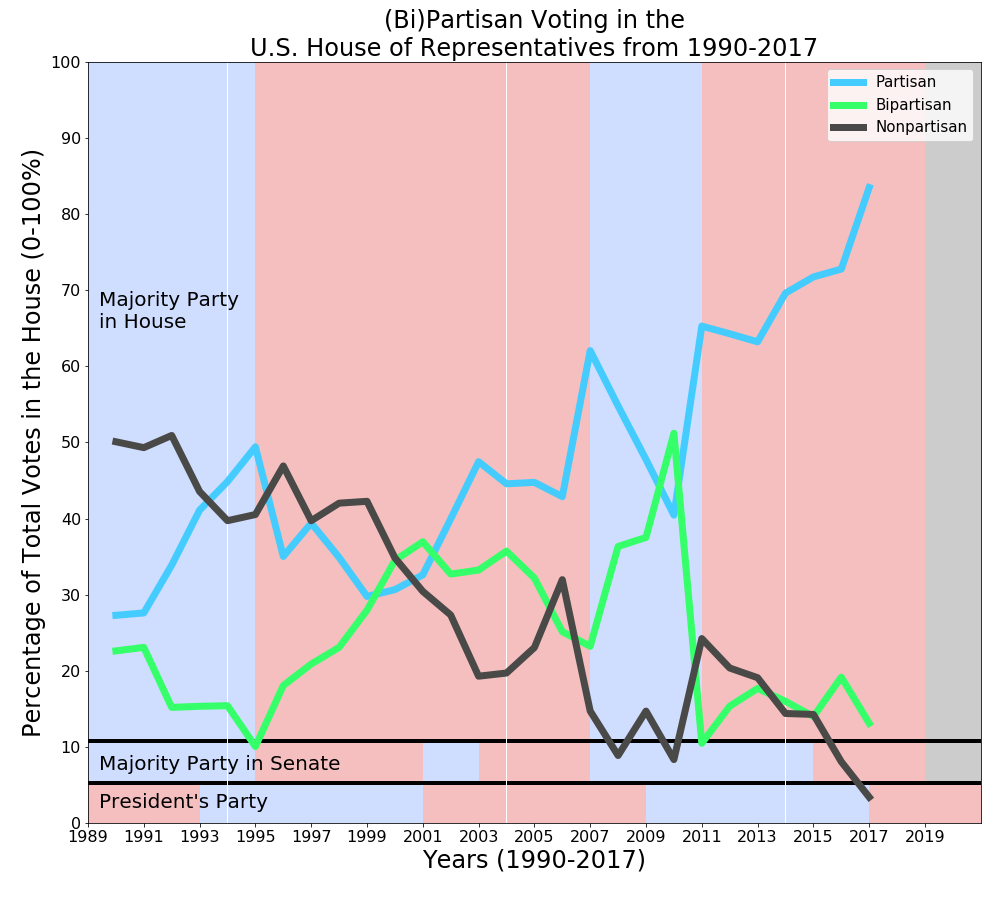 (Bi)Partisan Voting in the
U.S. House of Representatives from 1990-2017
Percentage of Total Votes in the House (0-100%)
100
90
80
70
60
50
40
30
20
10
0
Partisan
Bipartisan
Nonpartisan
Majority Party
in House
Majority Party in Senate
President's Party
1989 1991 1993 1995 1997 1999 2001 2003 2005 2007 2009 2011 2013 2015 2017 2019
Years (1990-2017)